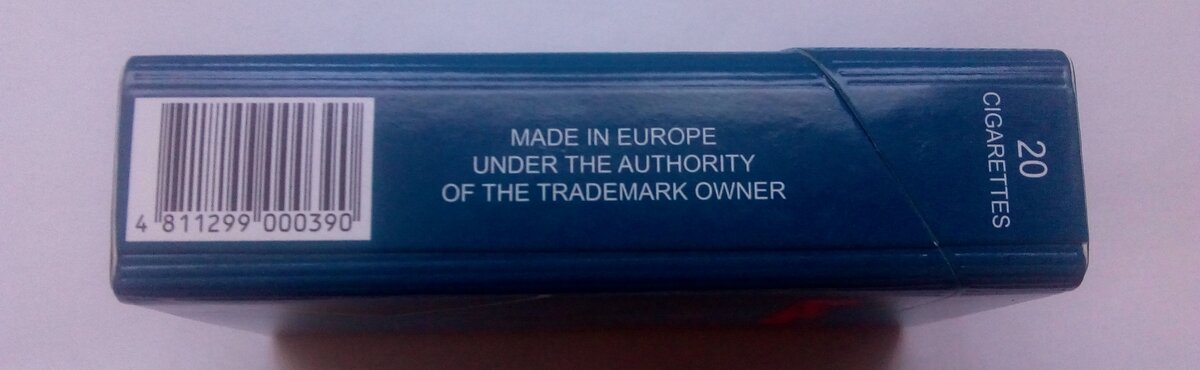 MADE IN EUROPE
UNDER THE AUTHORITY
OF THE TRADEMARK OWNER
4 811299 000390
20
CIGARETTES